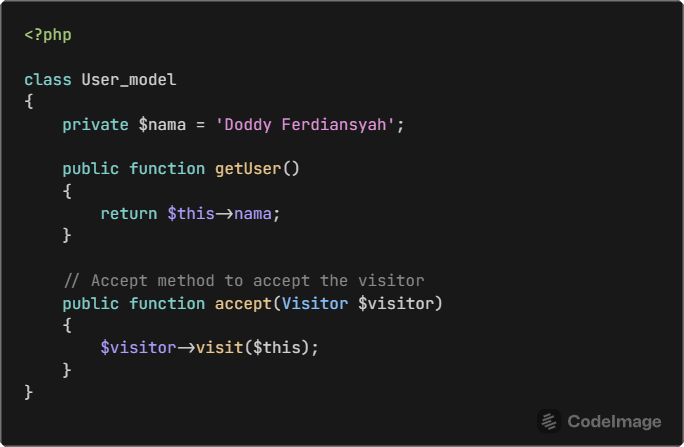 <?php
class User_model
{
    private $nama = 'Doddy Ferdiansyah';
    public function getUser()
    {
        return $this->nama;
    }
    // Accept method to accept the visitor
    public function accept(Visitor $visitor)
    {
        $visitor->visit($this);
    }
}
CodeImage